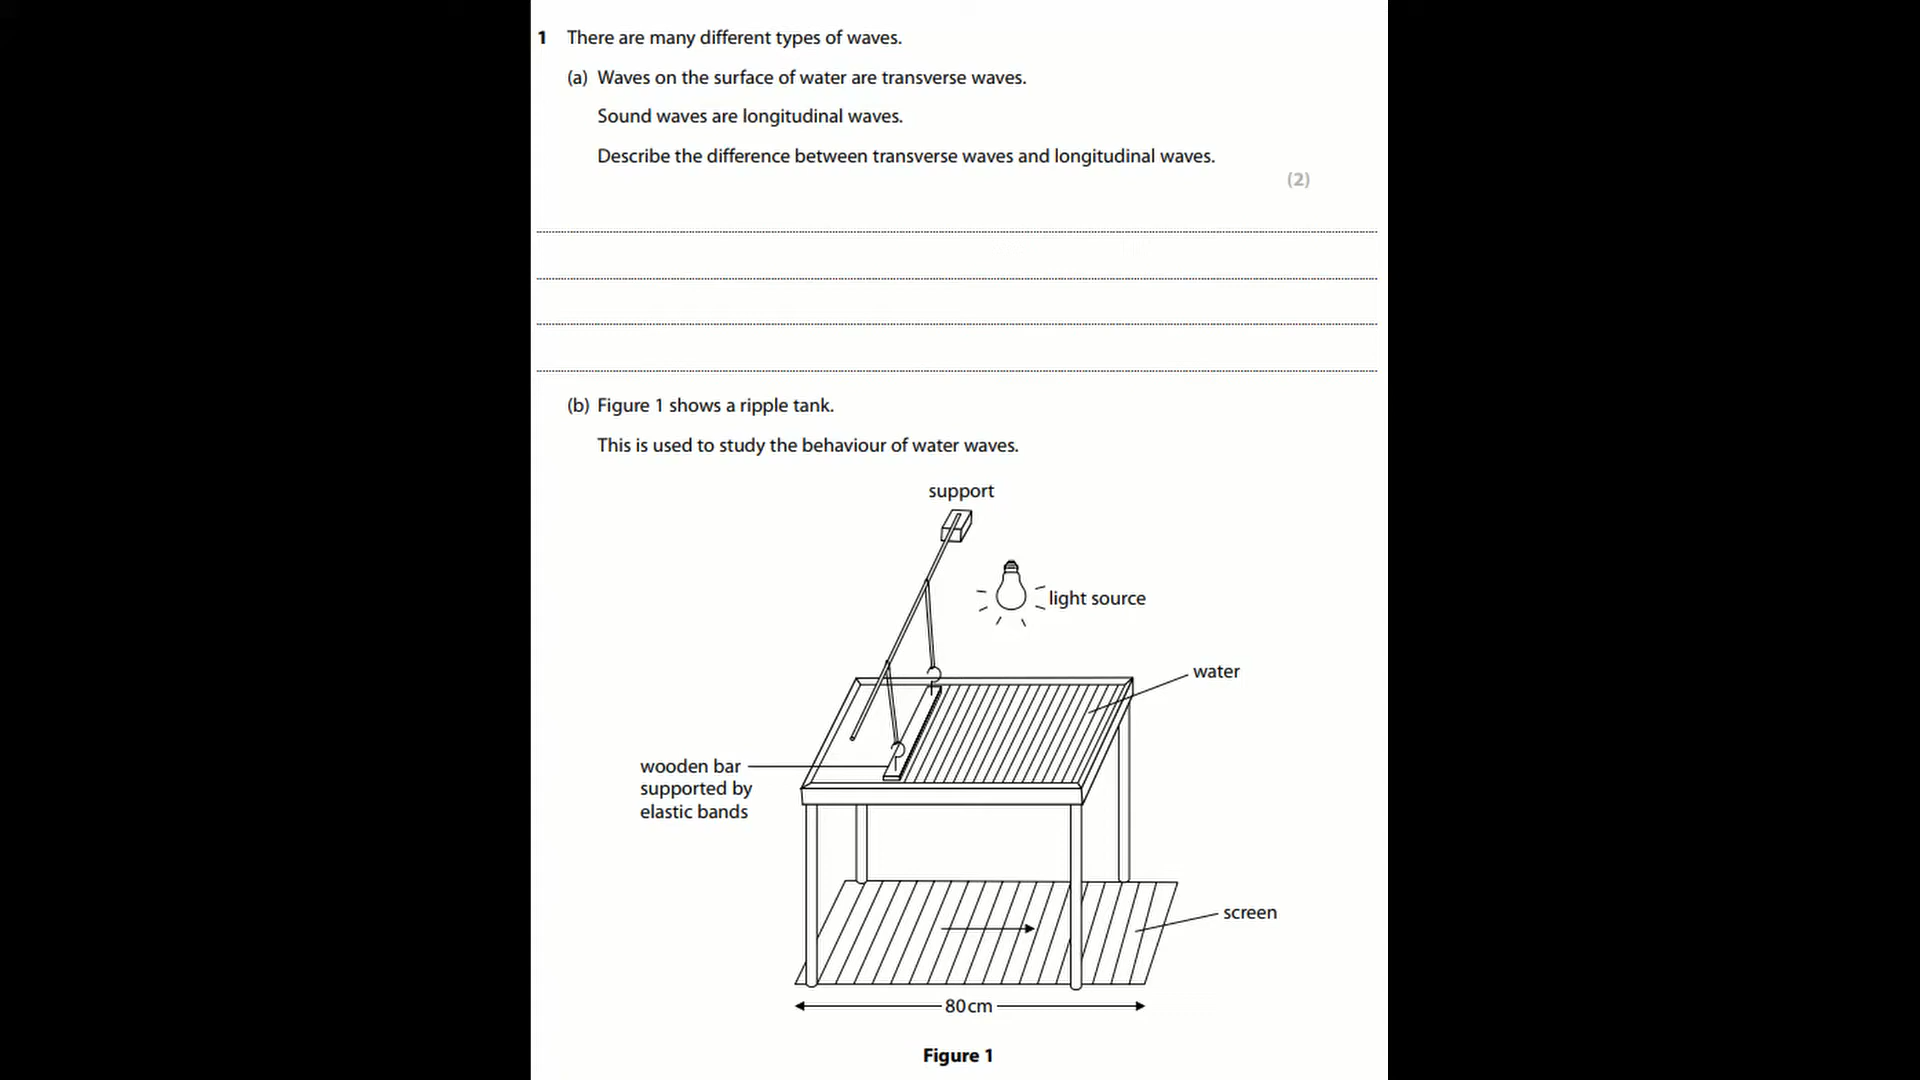 1 There are many different types of waves.
(a) Waves on the surface of water are transverse waves.
Sound waves are longitudinal waves.
Describe the difference between transverse waves and longitudinal waves.
(2)
(b) Figure 1 shows a ripple tank.
This is used to study the behaviour of water waves.
support
light source
water
wooden bar
supported by
elastic bands
screen
80 cm
Figure 1